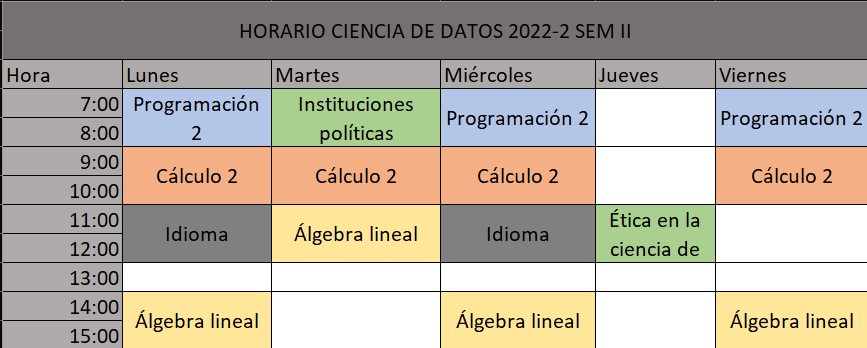 HORARIO CIENCIA DE DATOS 2022-2 SEM II
Hora Lunes Martes Miércoles Jueves Viernes
7:00 Programación Instituciones Programación 2 Programación 2
8:00 2 políticas
9:00 Cálculo 2 Cálculo 2 Cálculo 2 Cálculo 2
10:00
11:00 Idioma Álgebra lineal Idioma Ética en la
12:00 ciencia de
13:00
14:00 Álgebra lineal Álgebra lineal Álgebra lineal
15:00